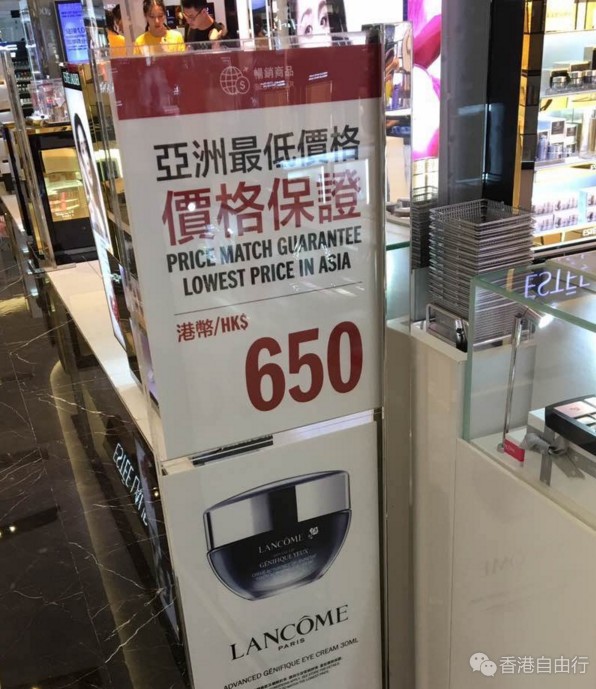 暢銷商品
亞洲最低價格
價格保證
PRICE MATCH GUARANTEE
LOWEST PRICE IN ASIA
港幣/HK$
650
LANCÔME
GÉNIFIQUE YEUX
LANCÔME
PARIS
ADVANCED GÉNIFIQUE EYE CREAM 30ML
ESTEE
香港自由行